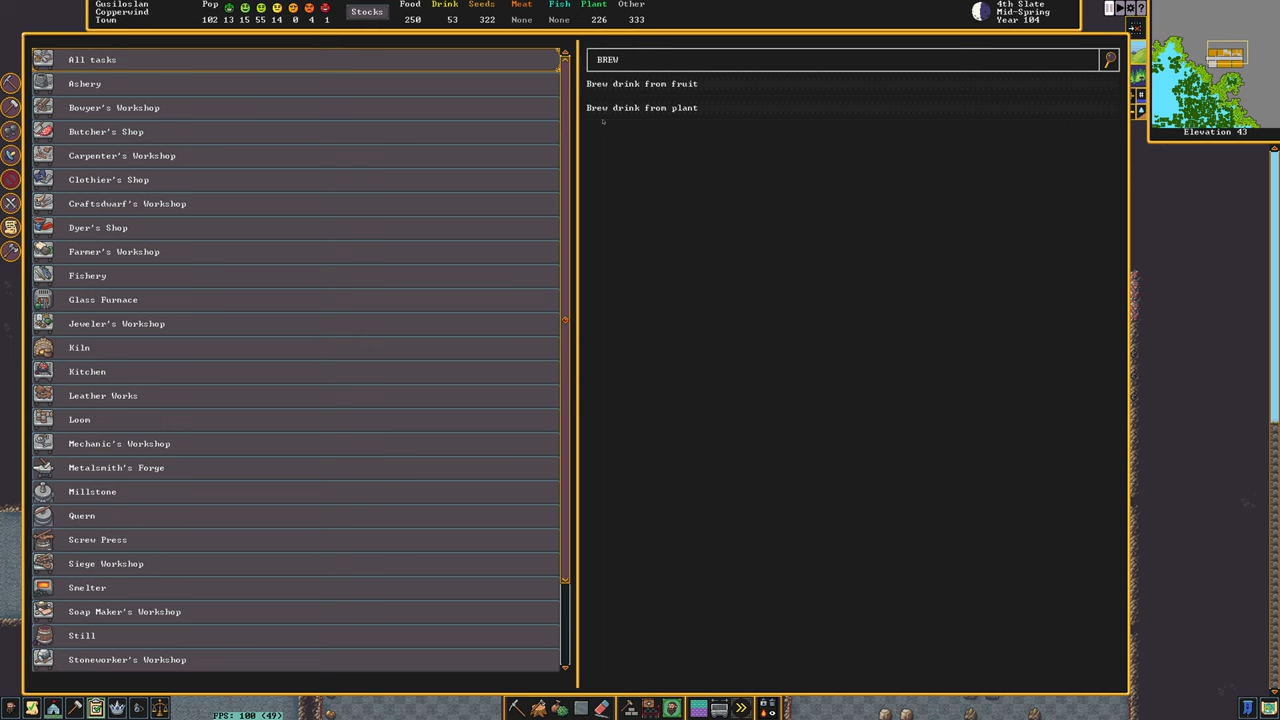 Gusiloslan
Copperwind
Town
Pop
102 13 15 55 14 0 4 1
Stocks
Food Drink Seeds Meat Fish Plant Other
250 53 322 None None 226 333
4th Slate
Mid-Spring
Year 104
Elevation 43
All tasks
Ashery
Bowyer's Workshop
Butcher's Shop
Carpenter's Workshop
Clothier's Shop
Craftsdwarf's Workshop
Dyer's Shop
Farmer's Workshop
Fishery
Glass Furnace
Jeweler's Workshop
Kiln
Kitchen
Leather Works
Loom
Mechanic's Workshop
Metalsmith's Forge
Millstone
Quern
Screw Press
Siege Workshop
Smelter
Soap Maker's Workshop
Still
Stoneworker's Workshop
BREW
Brew drink from fruit
Brew drink from plant
FPS: 100 (49)